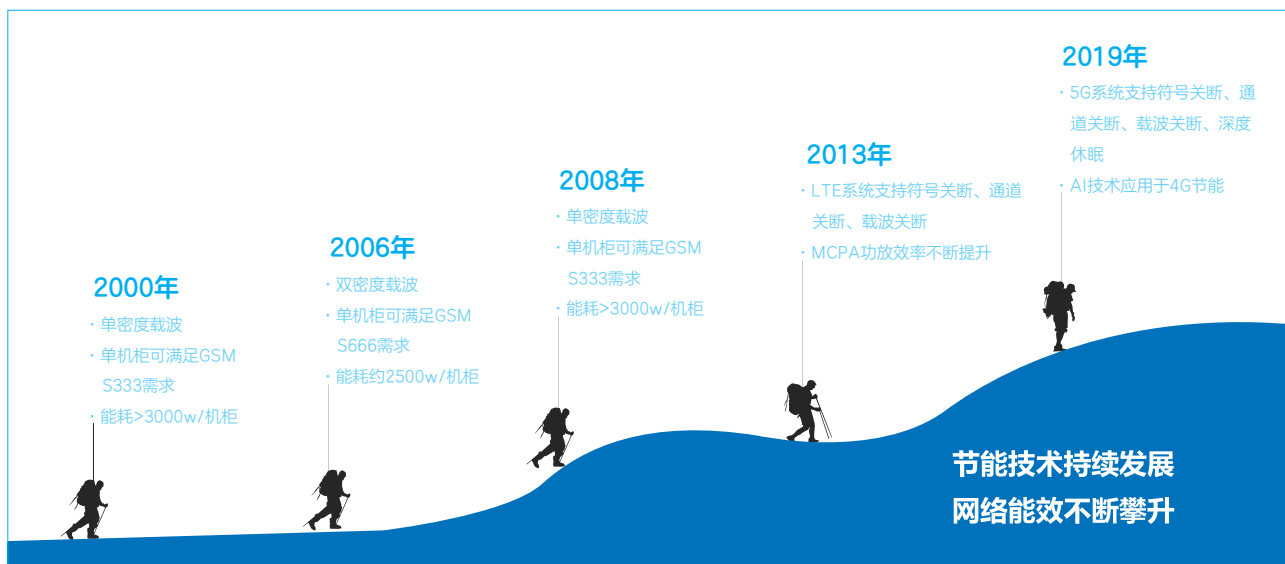 2000年
· 单密度载波
· 单机柜可满足GSM
S333需求
· 能耗>3000w/机柜
2006年
· 双密度载波
· 单机柜可满足GSM
S666需求
· 能耗约2500w/机柜
2008年
· 单密度载波
· 单机柜可满足GSM
S333需求
· 能耗>3000w/机柜
2013年
· LTE系统支持符号关断、通道
关断、载波关断
· MCPA功放效率不断提升
2019年
· 5G系统支持符号关断、通
道关断、载波关断、深度
休眠
· AI技术应用于4G节能
节能技术持续发展
网络能效不断攀升